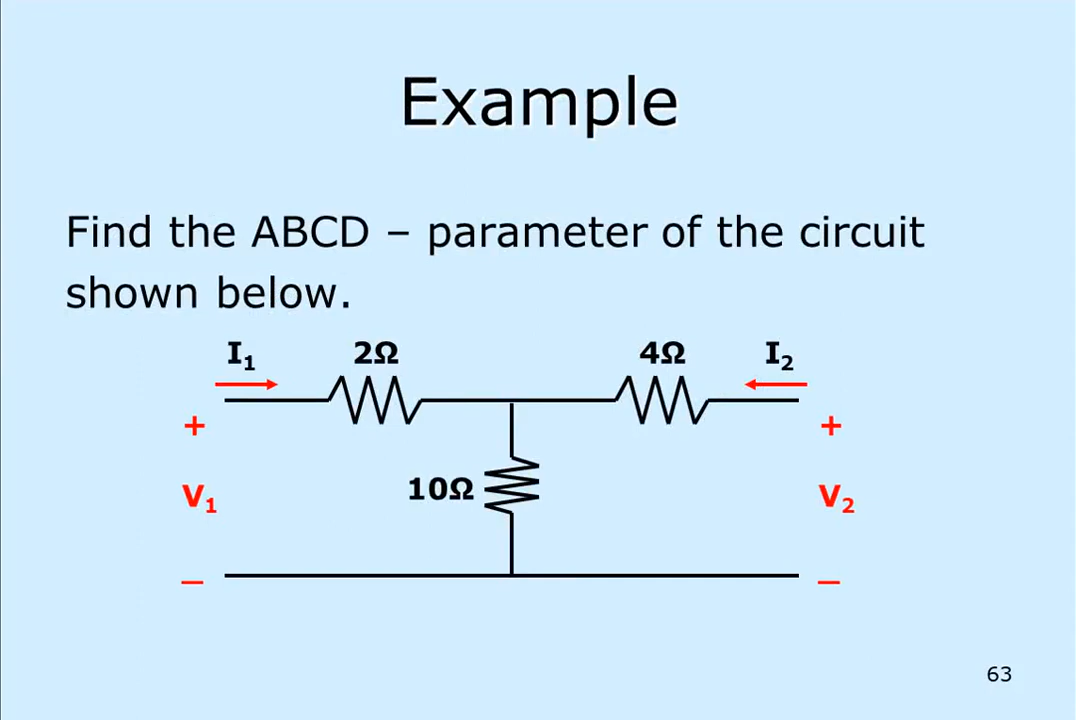 Example
Find the ABCD – parameter of the circuit
shown below.
I₁ 2Ω 4Ω I₂
+ +
V₁ 10Ω V₂
– –
63